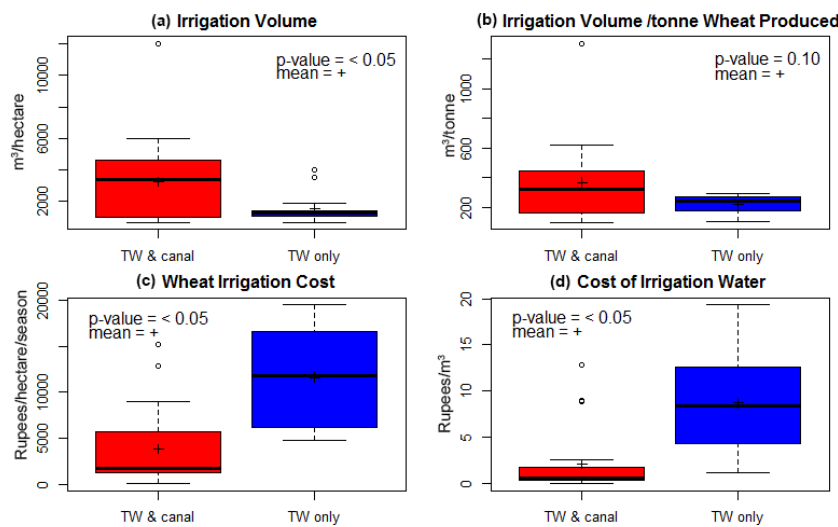 (a) Irrigation Volume
p-value = < 0.05
mean = +
m³/hectare
2000
6000
10000
TW & canal
TW only
(b) Irrigation Volume /tonne Wheat Produced
p-value = 0.10
mean = +
m³/tonne
200
600
1000
TW & canal
TW only
(c) Wheat Irrigation Cost
p-value = < 0.05
mean = +
Rupees/hectare/season
0
5000
10000
20000
TW & canal
TW only
(d) Cost of Irrigation Water
p-value = < 0.05
mean = +
Rupees/m³
0
5
10
15
20
TW & canal
TW only